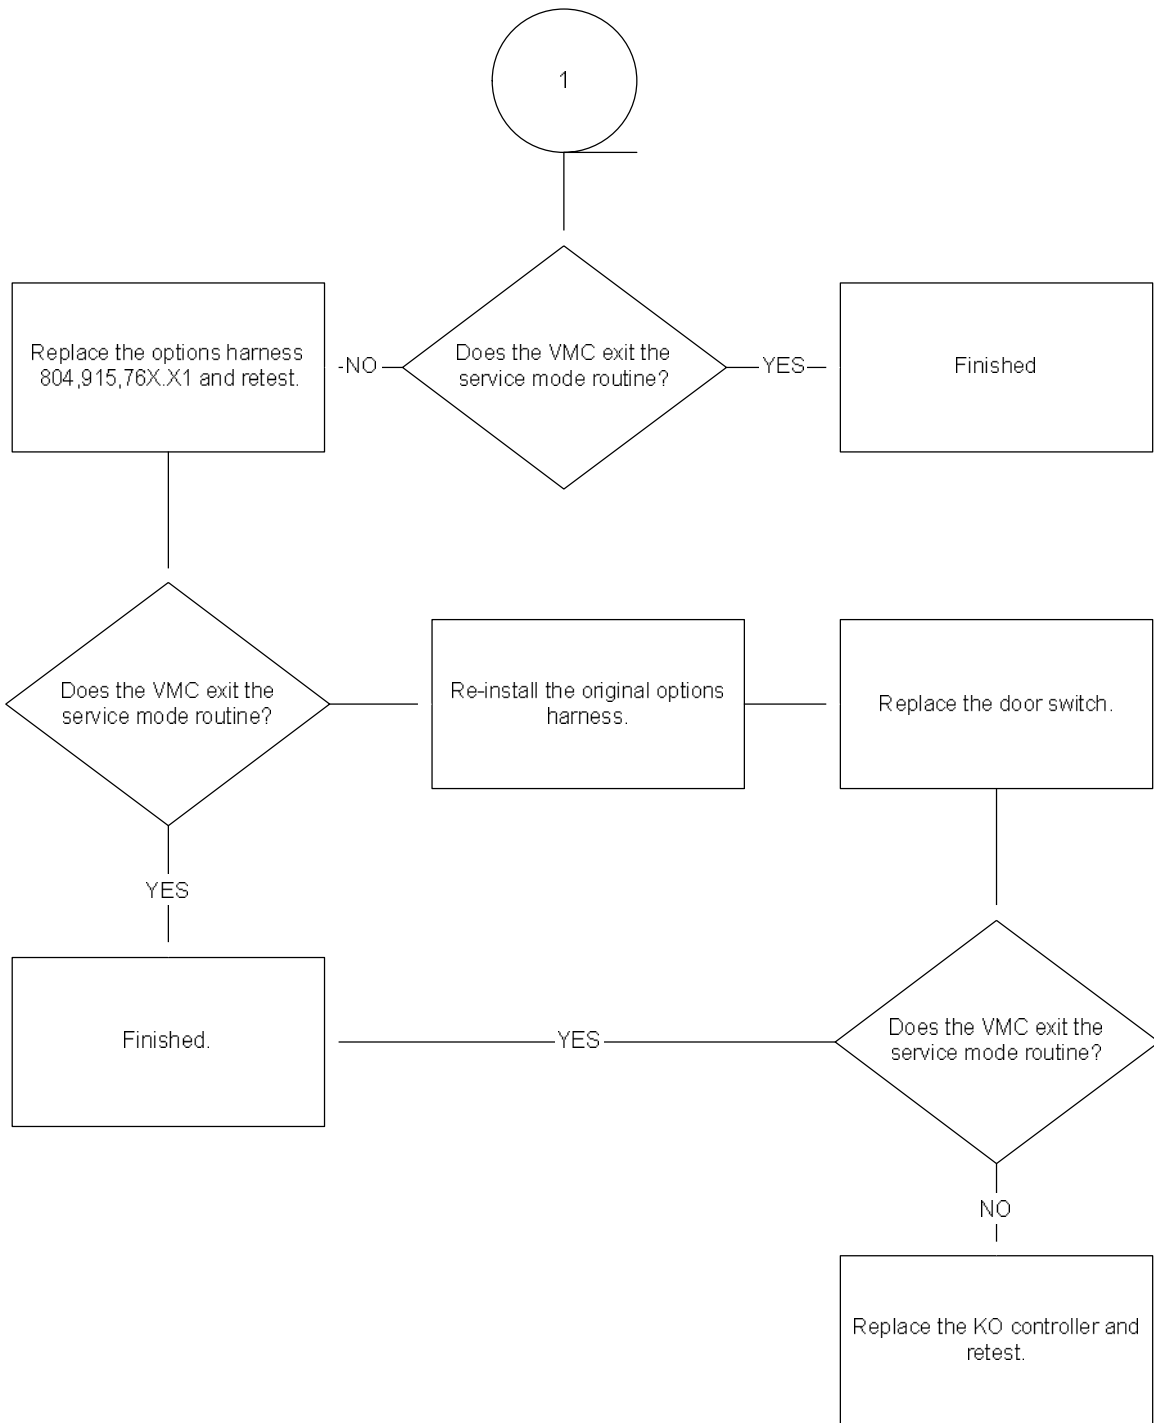 1
Replace the options harness
804,915,76X.X1 and retest.
-NO
Does the VMC exit the
service mode routine?
YES
Finished
Does the VMC exit the
service mode routine?
Re-install the original options
harness.
Replace the door switch.
YES
Finished.
YES
Does the VMC exit the
service mode routine?
NO
Replace the KO controller and
retest.